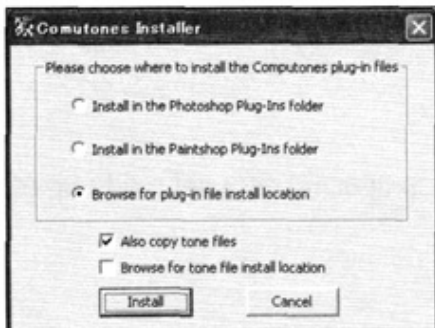 Comutones Installer
Please choose where to install the Computones plug-in files
Install in the Photoshop Plug-Ins folder
Install in the Paintshop Plug-Ins folder
Browse for plug-in file install location
Also copy tone files
Browse for tone file install location
Install Cancel